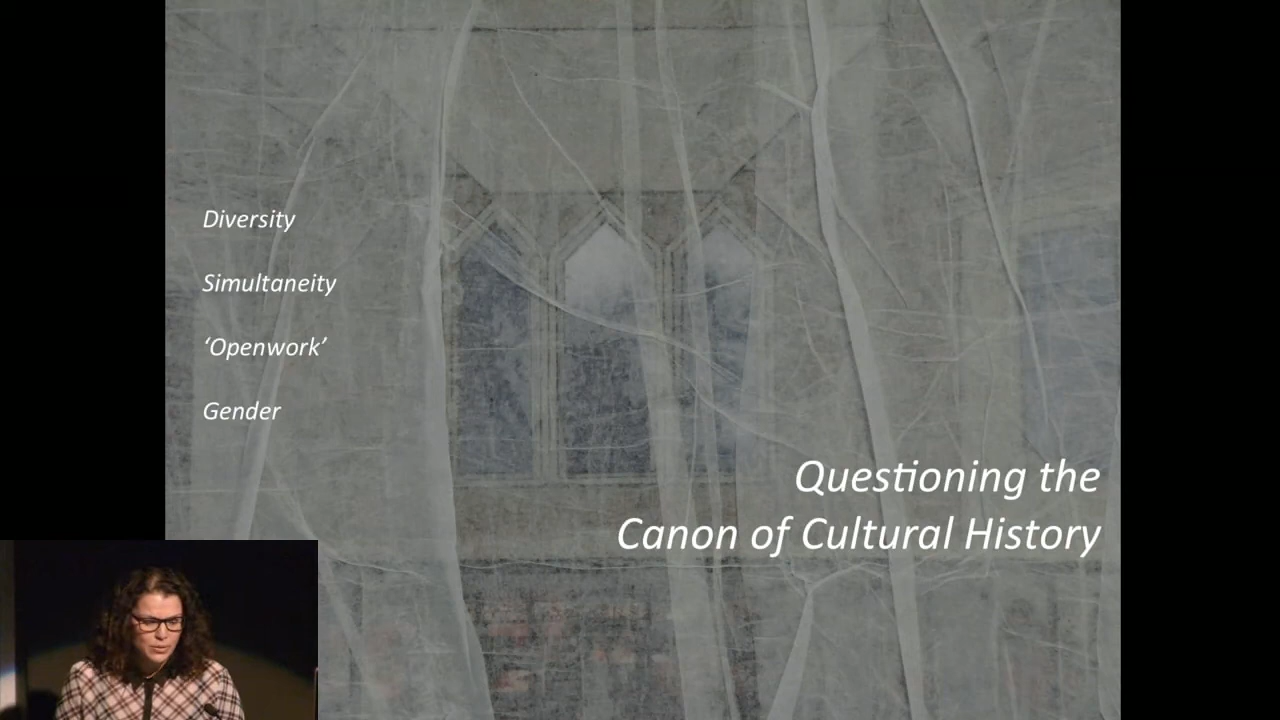 Diversity
Simultaneity
‘Openwork’
Gender
Questioning the
Canon of Cultural History